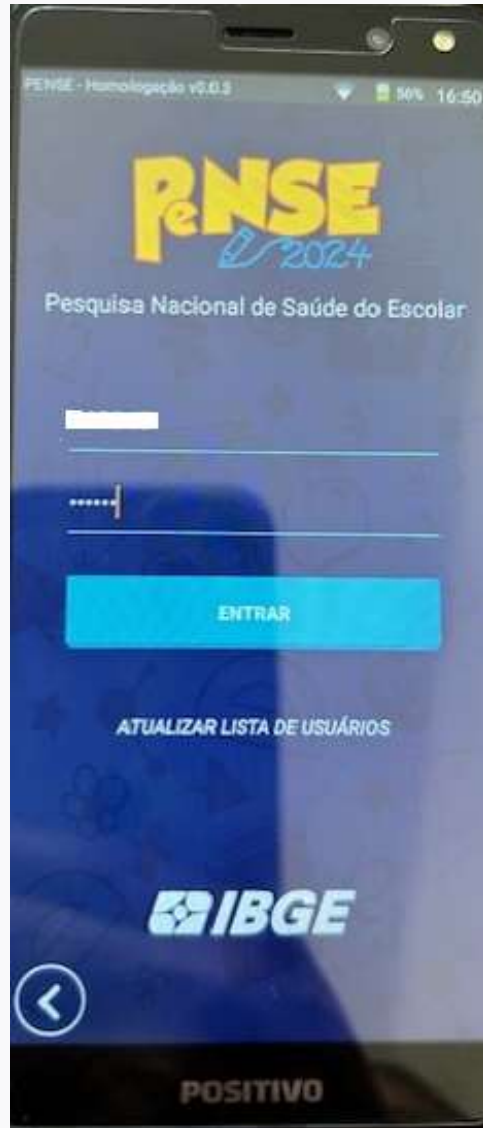 PENSE - Homologação v0.0.3 56% 16:50
PeNSE
2024
Pesquisa Nacional de Saúde do Escolar
ENTRAR
ATUALIZAR LISTA DE USUÁRIOS
IBGE
POSITIVO